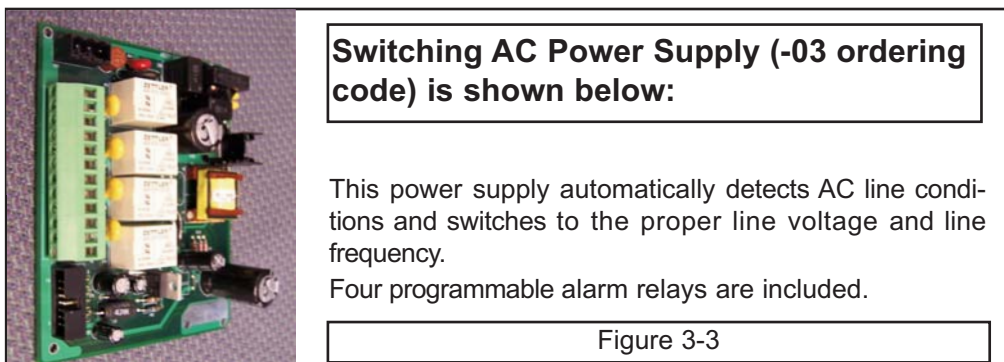 Switching AC Power Supply (-03 ordering
code) is shown below:
This power supply automatically detects AC line condi-
tions and switches to the proper line voltage and line
frequency.
Four programmable alarm relays are included.
Figure 3-3